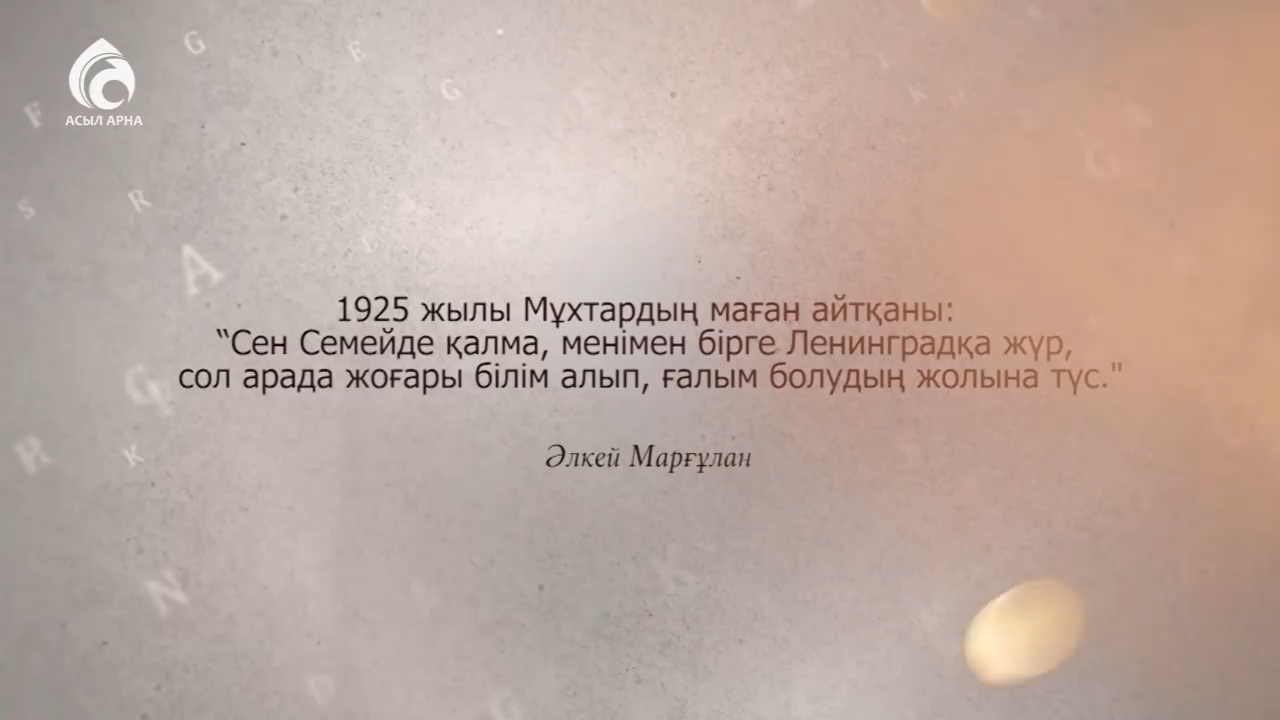 АСЫЛ АРНА
1925 жылы Мұхтардың маған айтқаны:
“Сен Семейде қалма, менімен бірге Ленинградқа жүр,
сол арада жоғары білім алып, ғалым болудың жолына түс."
Әлкей Марғұлан